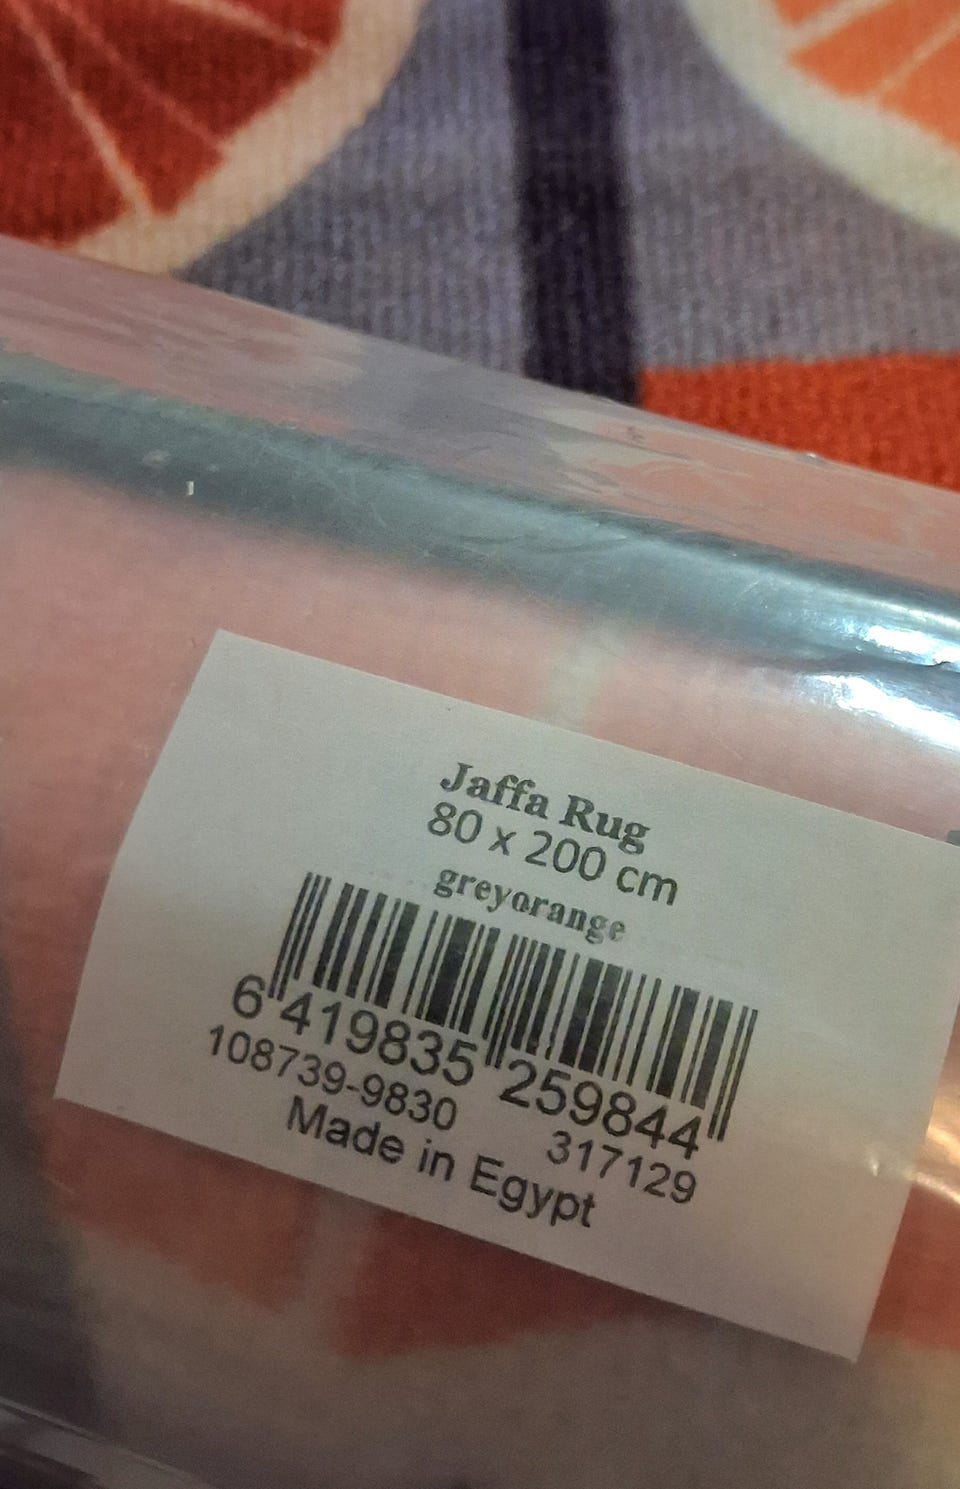 Jaffa Rug
80 x 200 cm
greyorange
6 419835 259844
108739-9830 317129
Made in Egypt